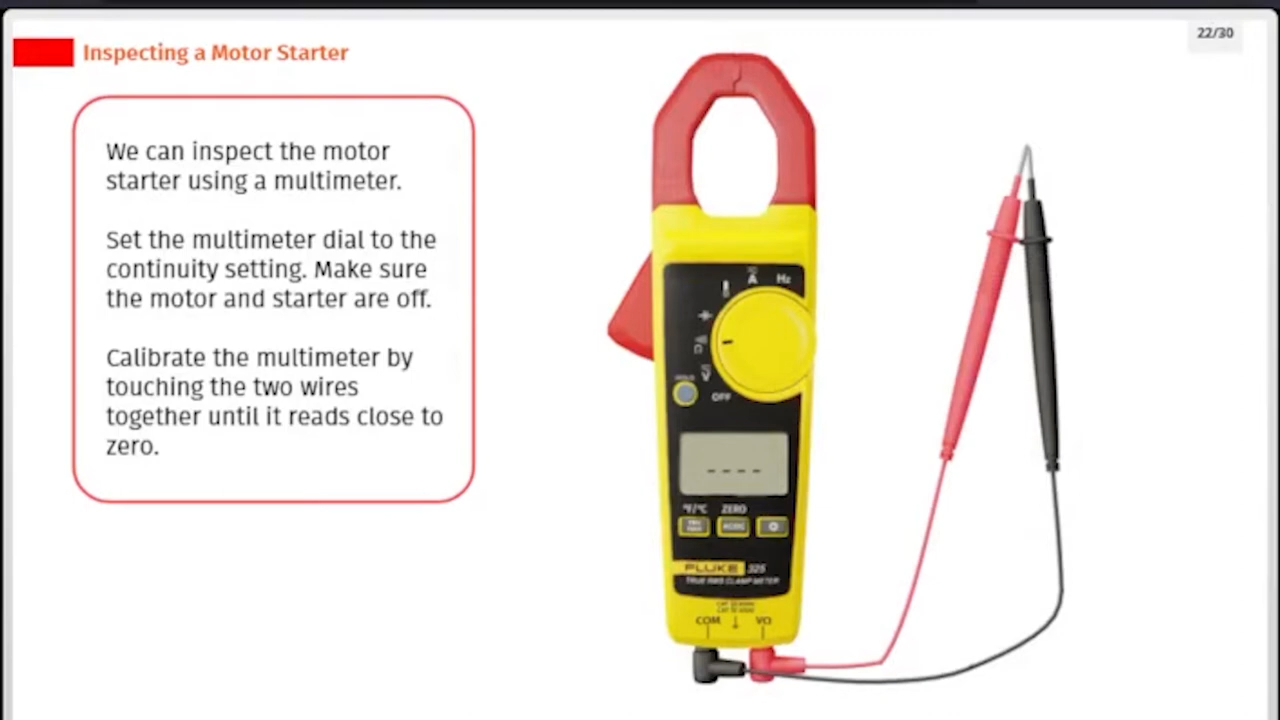 22/30
Inspecting a Motor Starter
We can inspect the motor
starter using a multimeter.
Set the multimeter dial to the
continuity setting. Make sure
the motor and starter are off.
Calibrate the multimeter by
touching the two wires
together until it reads close to
zero.
A
Hz
V
HOLD
OFF
----
°F/°C ZERO
FLUKE 325
TRUE RMS CLAMP METER
COM VΩ